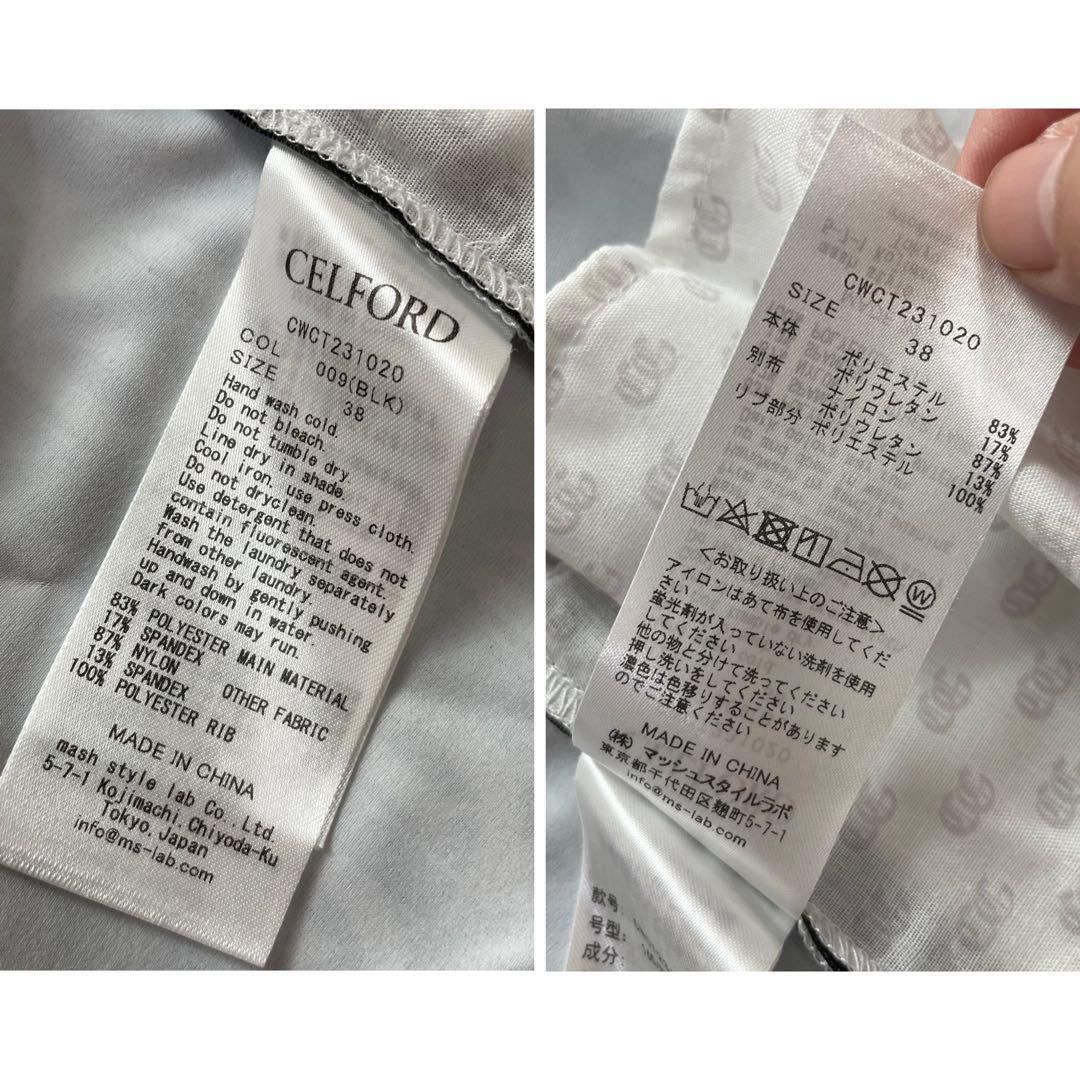 CELFORD
CWCT231020
COL 009(BLK)
SIZE 38
Hand wash cold.
Do not bleach.
Do not tumble dry.
Line dry in shade.
Cool iron. use press cloth.
Do not dryclean.
Use detergent that does not
contain fluorescent agent.
Wash the laundry separately
from other laundry.
Handwash by gently pushing
up and down in water.
Dark colors may run.
83% POLYESTER MAIN MATERIAL
17% SPANDEX
87% NYLON
13% SPANDEX OTHER FABRIC
100% POLYESTER RIB
MADE IN CHINA
mash style lab Co., Ltd.
5-7-1 Kojimachi,Chiyoda-Ku
Tokyo,Japan
info@ms-lab.com
CWCT231020
SIZE 38
本体 ポリエステル 83%
ポリウレタン 17%
別布 ナイロン 87%
ポリウレタン 13%
リブ部分 ポリエステル 100%
<お取り扱い上のご注意>
アイロンはあて布を使用してくだ
さい
蛍光剤が入っていない洗剤を使用
してください
他の物と分けて洗ってください
押し洗いをしてください
濃色は色移りすることがあります
のでご注意ください
MADE IN CHINA
(株)マッシュスタイルラボ
東京都千代田区麹町5-7-1
info@ms-lab.com
款号:
号型:
成分: